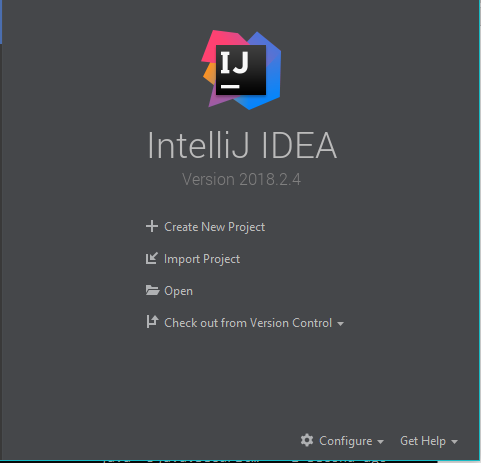 IJ
IntelliJ IDEA
Version 2018.2.4
Create New Project
Import Project
Open
Check out from Version Control
Configure Get Help